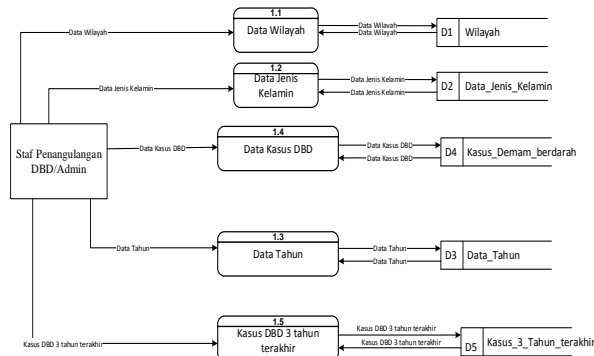 1.1
Data Wilayah
Data Wilayah
Data Wilayah
Data Wilayah
D1 Wilayah
1.2
Data Jenis
Kelamin
Data Jenis Kelamin
Data Jenis Kelamin
Data Jenis Kelamin
D2 Data_Jenis_Kelamin
Staf Penangulangan
DBD/Admin
1.4
Data Kasus DBD
Data Kasus DBD
Data Kasus DBD
Data Kasus DBD
D4 Kasus_Demam_berdarah
1.3
Data Tahun
Data Tahun
Data Tahun
Data Tahun
D3 Data_Tahun
1.5
Kasus DBD 3 tahun
terakhir
Kasus DBD 3 tahun terakhir
Kasus DBD 3 tahun terakhir
Kasus DBD 3 tahun terakhir
D5 Kasus_3_Tahun_terakhir